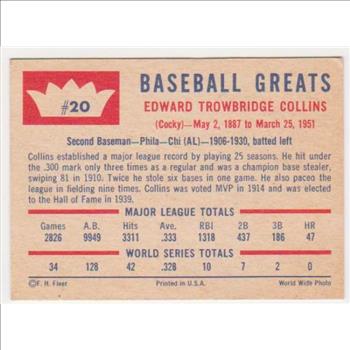 #20
BASEBALL GREATS
EDWARD TROWBRIDGE COLLINS
(Cocky)—May 2, 1887 to March 25, 1951
Second Baseman—Phila—Chi (AL)—1906-1930, batted left
Collins established a major league record by playing 25 seasons. He hit under
the .300 mark only three times as a regular and was a champion base stealer,
swiping 81 in 1910. Twice he stole six bases in one game. He also paced the
league in fielding nine times. Collins was voted MVP in 1914 and was elected
to the Hall of Fame in 1939.
MAJOR LEAGUE TOTALS
Games A.B. Hits Ave. RBI 2B 3B HR
2826 9949 3311 .333 1318 437 186 47
WORLD SERIES TOTALS
34 128 42 .328 10 7 2 0
©F. H. Fleer Printed in U.S.A. World Wide Photo